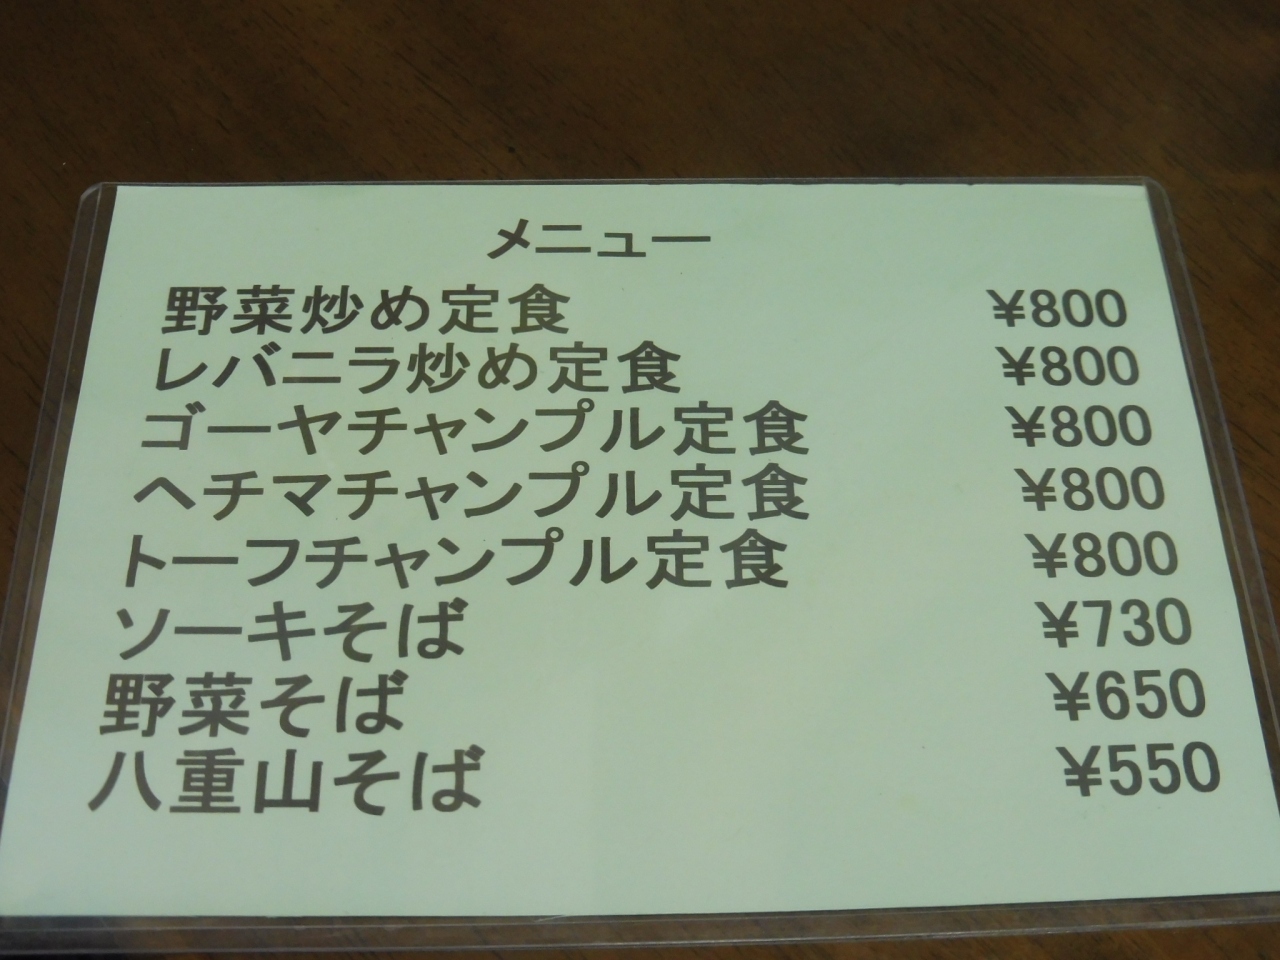 メニュー
野菜炒め定食 ¥800
レバニラ炒め定食 ¥800
ゴーヤチャンプル定食 ¥800
ヘチマチャンプル定食 ¥800
トーフチャンプル定食 ¥800
ソーキそば ¥730
野菜そば ¥650
八重山そば ¥550